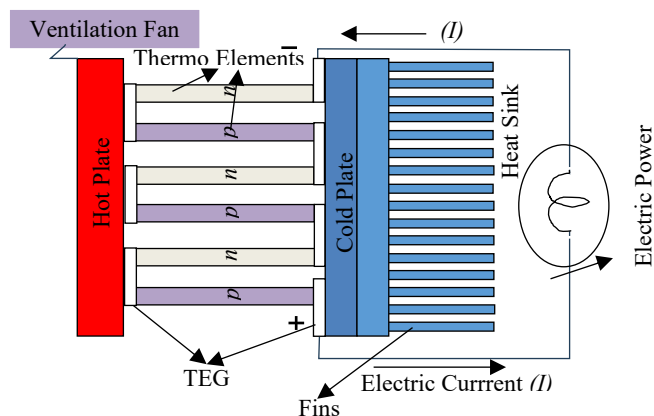 Ventilation Fan
(I)
Thermo Elements
−
n
p
n
p
n
p
Hot Plate
Cold Plate
Heat Sink
Electric Power
+
TEG
Electric Currrent (I)
Fins